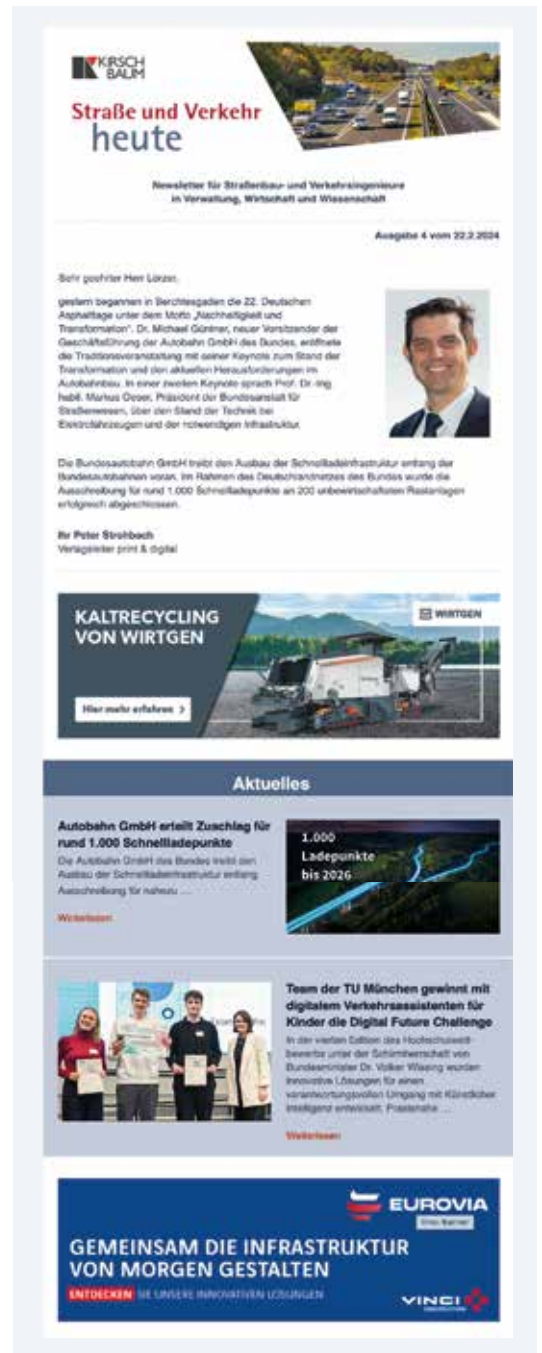 KIRSCH
BAUM
Straße und Verkehr
heute
Newsletter für Straßenbau- und Verkehrsingenieure
in Verwaltung, Wirtschaft und Wissenschaft
Ausgabe 4 vom 22.2.2024
Sehr geehrter Herr
gestern begannen in Berchtesgaden die 22. Deutschen
Asphalttage unter dem Motto „Nachhaltigkeit und
Transformation“. Dr. Michael Güntner, neuer Vorsitzender der
Geschäftsführung der Autobahn GmbH des Bundes, eröffnete
die Traditionsveranstaltung mit seiner Keynote zum Stand der
Transformation und den aktuellen Herausforderungen im
Autobahnbau. In einer zweiten Keynote sprach Prof. Dr.-Ing.
habil. Markus Oeser, Präsident der Bundesanstalt für
Straßenwesen, über den Stand der Technik bei
Elektrofahrzeugen und der notwendigen Infrastruktur.
Die Bundesautobahn GmbH treibt den Ausbau der Schnellladeinfrastruktur entlang der
Bundesautobahnen voran. Im Rahmen des Deutschlandnetzes des Bundes wurde die
Ausschreibung für rund 1.000 Schnellladepunkte an 200 unbewirtschafteten Rastanlagen
erfolgreich abgeschlossen.
Ihr Peter Strohbach
Verlagsleiter print & digital
KALTRECYCLING
VON WIRTGEN
WIRTGEN
Hier mehr erfahren >
Aktuelles
Autobahn GmbH erteilt Zuschlag für
rund 1.000 Schnellladepunkte
Die Autobahn GmbH des Bundes treibt den
Ausbau der Schnellladeinfrastruktur entlang
Ausschreibung für nahezu ...
Weiterlesen
1.000
Ladepunkte
bis 2026
Team der TU München gewinnt mit
digitalem Verkehrsassistenten für
Kinder die Digital Future Challenge
In der vierten Edition des Hochschulwett-
bewerbs unter der Schirmherrschaft von
Bundesminister Dr. Volker Wissing wurden
innovative Lösungen für einen
verantwortungsvollen Umgang mit Künstlicher
Intelligenz entwickelt. Praxisnahe ...
Weiterlesen
EUROVIA
GEMEINSAM DIE INFRASTRUKTUR
VON MORGEN GESTALTEN
ENTDECKEN SIE UNSERE INNOVATIVEN LÖSUNGEN
VINCI